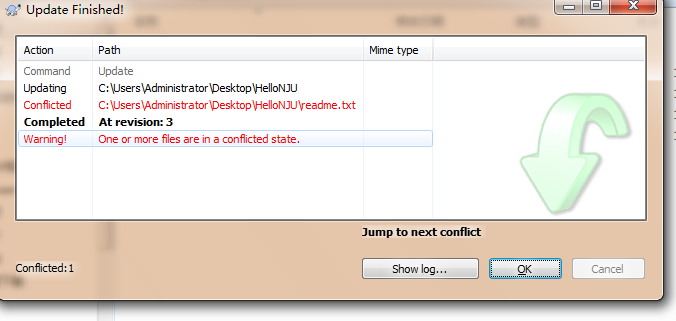 Update Finished!
Action Path Mime type
Command Update
Updating C:\Users\Administrator\Desktop\HelloNJU
Conflicted C:\Users\Administrator\Desktop\HelloNJU\readme.txt
Completed At revision: 3
Warning! One or more files are in a conflicted state.
Jump to next conflict
Conflicted:1
Show log... OK Cancel